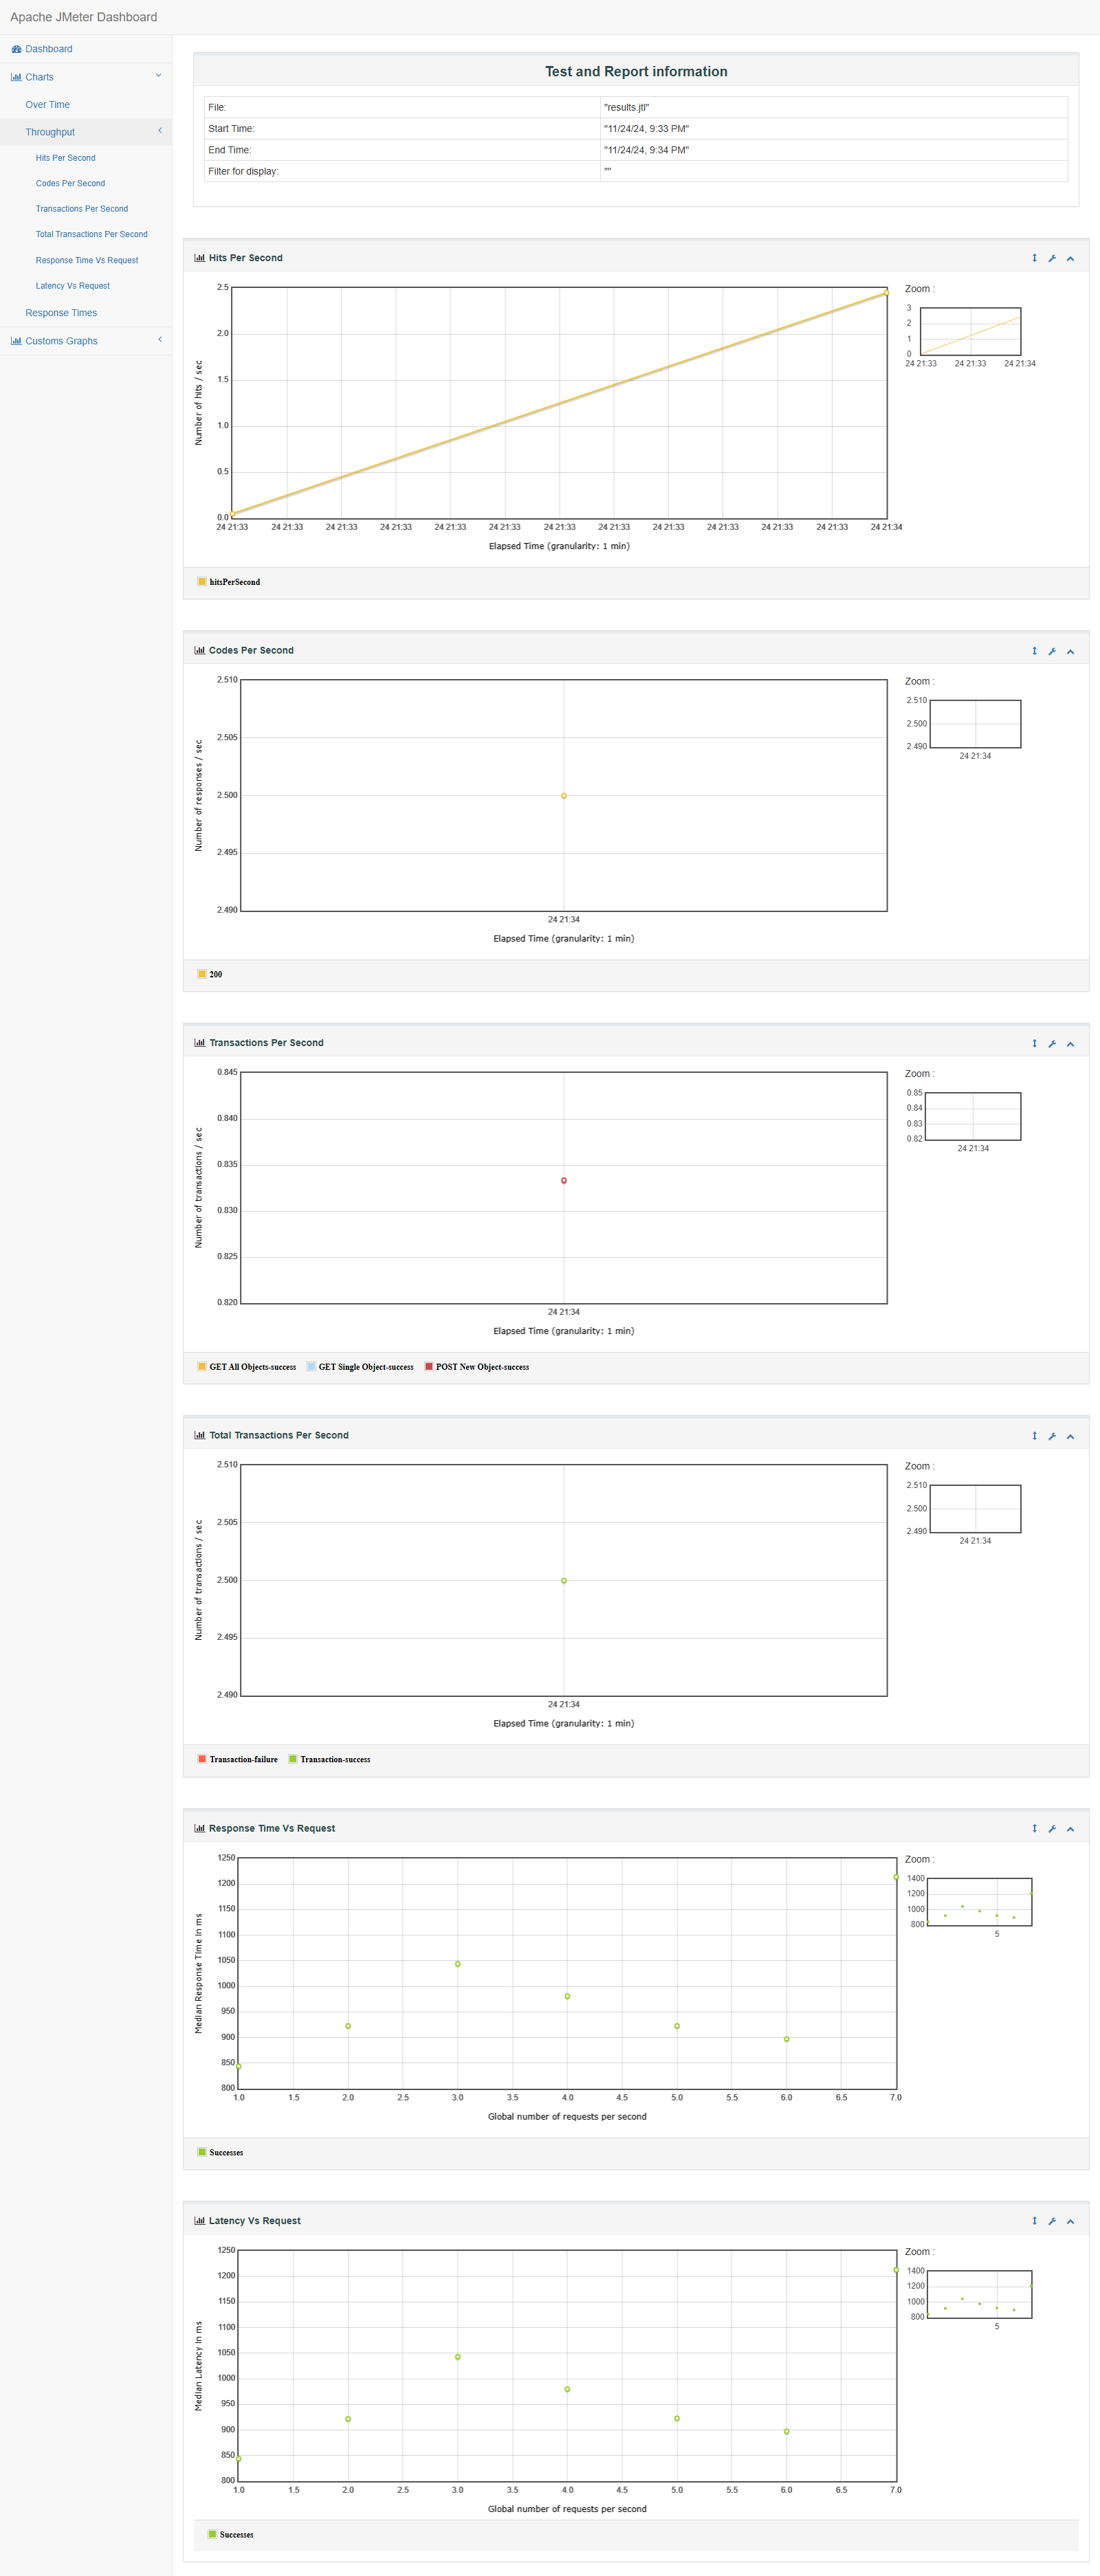 Apache JMeter Dashboard
Dashboard
Charts
Over Time
Throughput
Hits Per Second
Codes Per Second
Transactions Per Second
Total Transactions Per Second
Response Time Vs Request
Latency Vs Request
Response Times
Customs Graphs
Test and Report information
File: "results.jtl"
Start Time: "11/24/24, 9:33 PM"
End Time: "11/24/24, 9:34 PM"
Filter for display: ""
Hits Per Second
Number of hits / sec
2.5
2.0
1.5
1.0
0.5
0.0
24 21:33 24 21:33 24 21:33 24 21:33 24 21:33 24 21:33 24 21:33 24 21:33 24 21:33 24 21:33 24 21:33 24 21:33 24 21:34
Elapsed Time (granularity: 1 min)
Zoom :
3
2
1
0
24 21:33 24 21:33 24 21:34
hitsPerSecond
Codes Per Second
Number of responses / sec
2.510
2.505
2.500
2.495
2.490
24 21:34
Elapsed Time (granularity: 1 min)
Zoom :
2.510
2.500
2.490
24 21:34
200
Transactions Per Second
Number of transactions / sec
0.845
0.840
0.835
0.830
0.825
0.820
24 21:34
Elapsed Time (granularity: 1 min)
Zoom :
0.85
0.84
0.83
0.82
24 21:34
GET All Objects-success GET Single Object-success POST New Object-success
Total Transactions Per Second
Number of transactions / sec
2.510
2.505
2.500
2.495
2.490
24 21:34
Elapsed Time (granularity: 1 min)
Zoom :
2.510
2.500
2.490
24 21:34
Transaction-failure Transaction-success
Response Time Vs Request
Median Response Time in ms
1250
1200
1150
1100
1050
1000
950
900
850
800
1.0 1.5 2.0 2.5 3.0 3.5 4.0 4.5 5.0 5.5 6.0 6.5 7.0
Global number of requests per second
Zoom :
1400
1200
1000
800
5
Successes
Latency Vs Request
Median Latency in ms
1250
1200
1150
1100
1050
1000
950
900
850
800
1.0 1.5 2.0 2.5 3.0 3.5 4.0 4.5 5.0 5.5 6.0 6.5 7.0
Global number of requests per second
Zoom :
1400
1200
1000
800
5
Successes